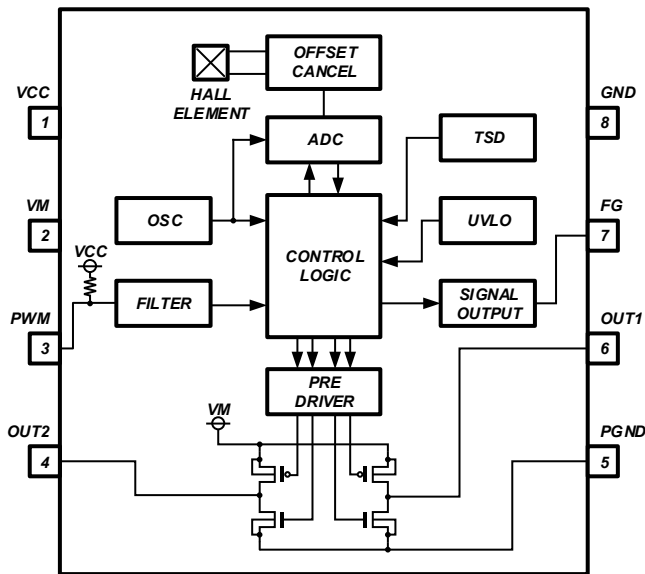 OFFSET
CANCEL
HALL
ELEMENT
VCC
1
GND
8
ADC
TSD
VM
2
OSC
UVLO
FG
7
VCC
CONTROL
LOGIC
PWM
3
FILTER
SIGNAL
OUTPUT
OUT1
6
PRE
DRIVER
VM
OUT2
4
PGND
5